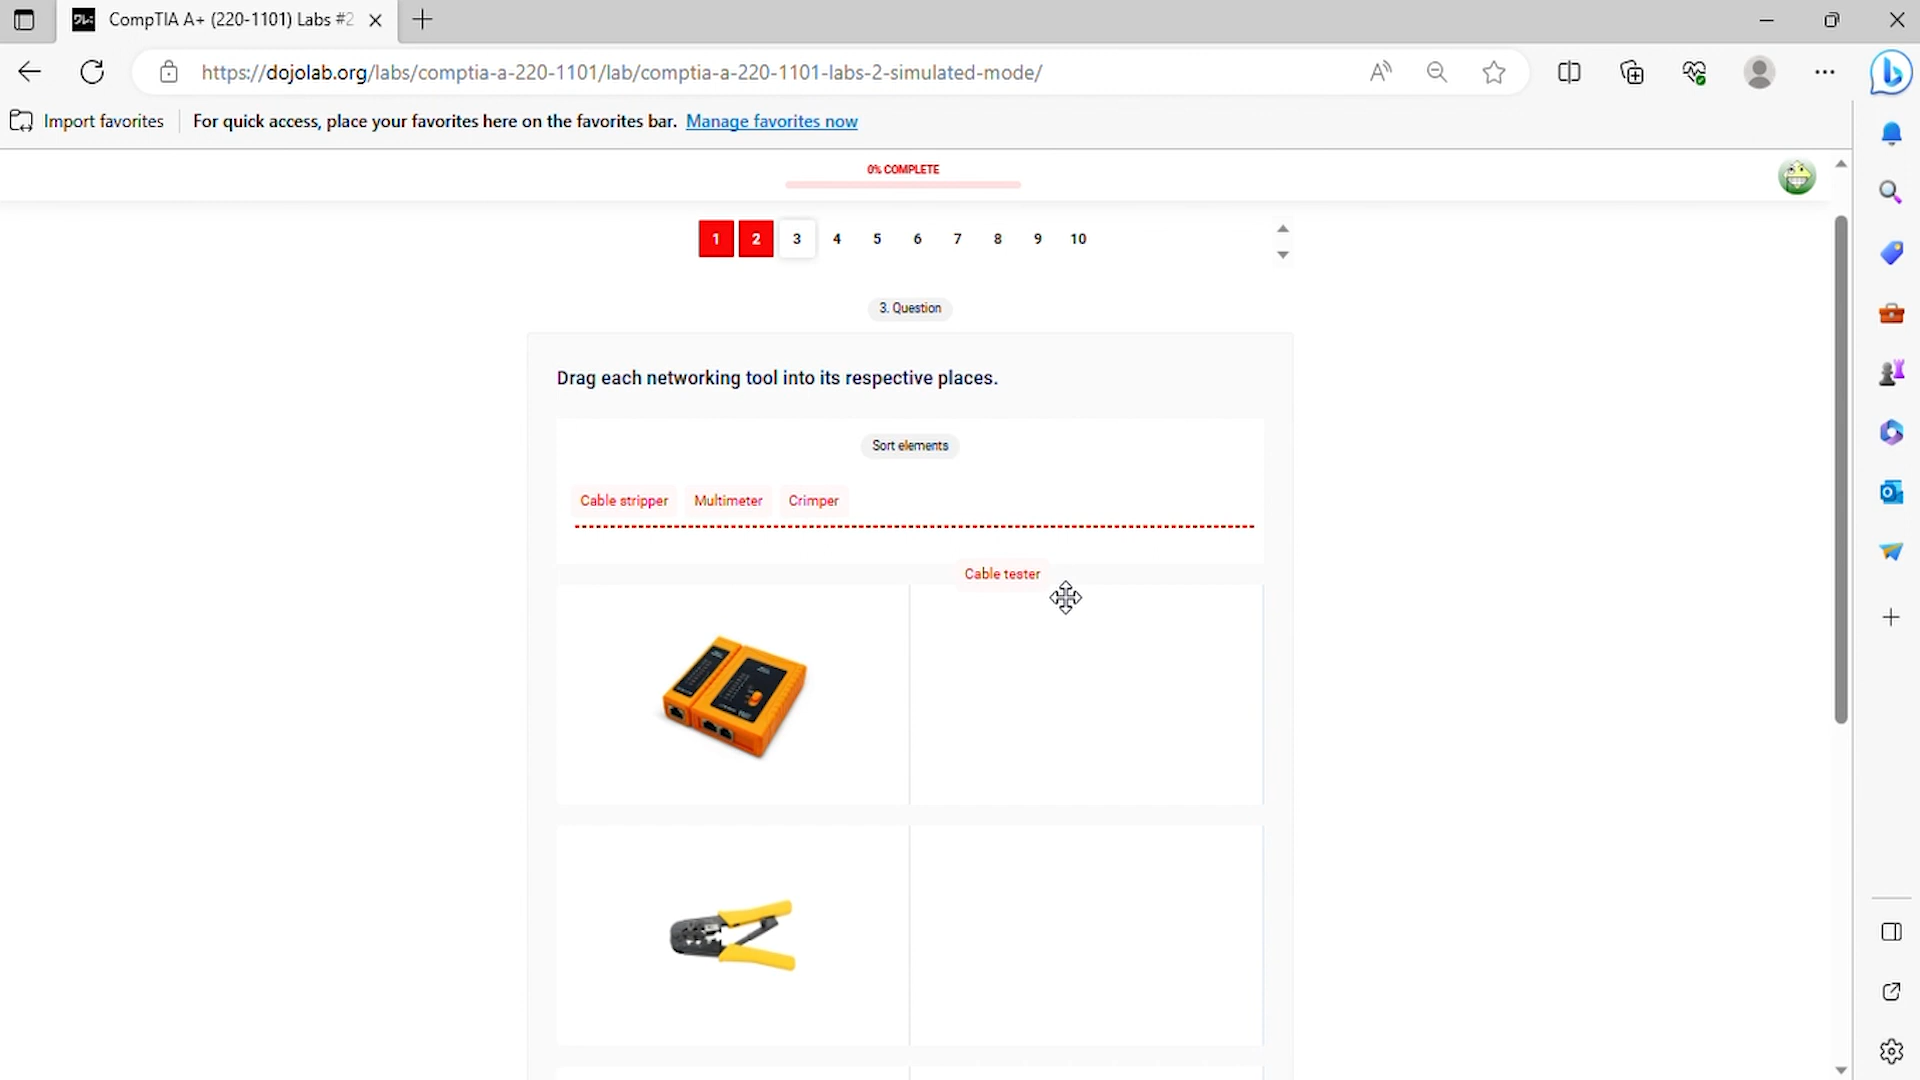 CompTIA A+ (220-1101) Labs #2
https://dojolab.org/labs/comptia-a-220-1101/lab/comptia-a-220-1101-labs-2-simulated-mode/
Import favorites
For quick access, place your favorites here on the favorites bar. Manage favorites now
0% COMPLETE
1 2 3 4 5 6 7 8 9 10
3. Question
Drag each networking tool into its respective places.
Sort elements
Cable stripper Multimeter Crimper
Cable tester